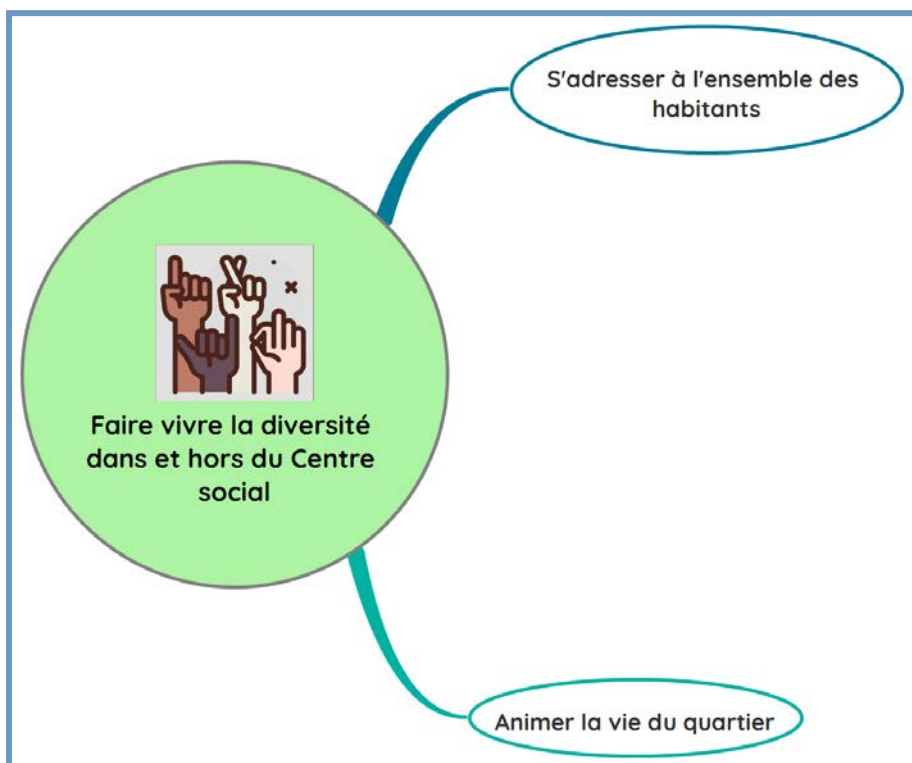 S'adresser à l'ensemble des
habitants
Faire vivre la diversité
dans et hors du Centre
social
Animer la vie du quartier